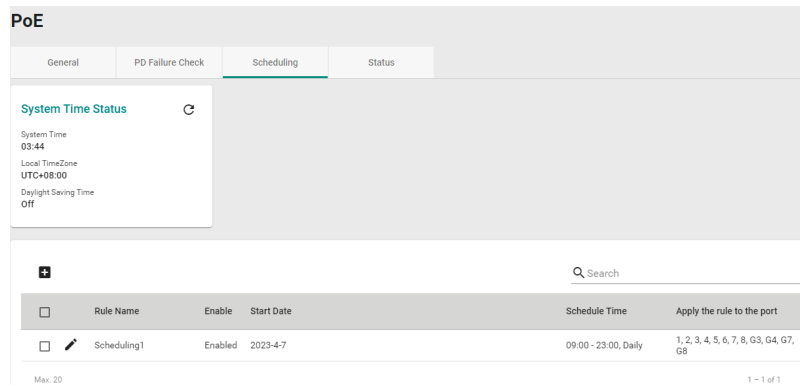 PoE
General PD Failure Check Scheduling Status
System Time Status
System Time
03:44
Local TimeZone
UTC+08:00
Daylight Saving Time
Off
Search
Rule Name Enable Start Date Schedule Time Apply the rule to the port
Scheduling1 Enabled 2023-4-7 09:00 - 23:00, Daily 1, 2, 3, 4, 5, 6, 7, 8, G3, G4, G7,
G8
Max. 20 1 – 1 of 1